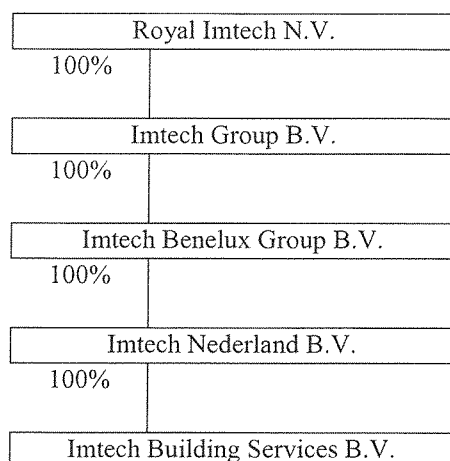 Royal Imtech N.V.
100%
Imtech Group B.V.
100%
Imtech Benelux Group B.V.
100%
Imtech Nederland B.V.
100%
Imtech Building Services B.V.